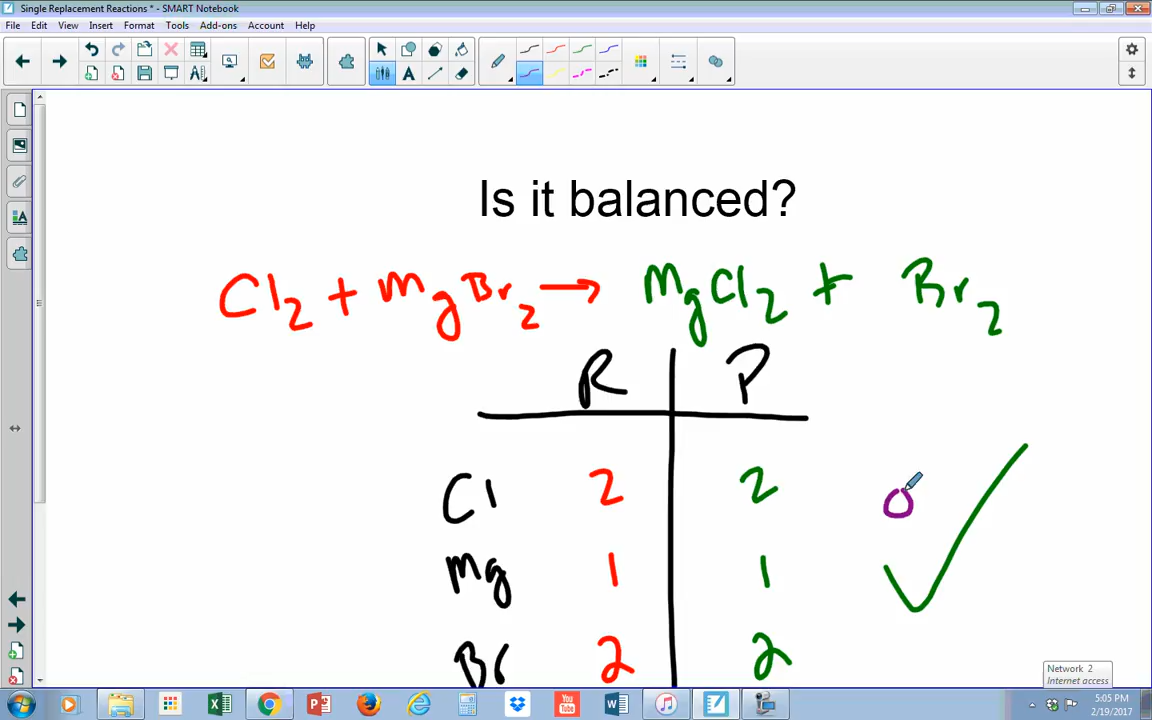 Single Replacement Reactions * - SMART Notebook
File Edit View Insert Format Tools Add-ons Account Help
Is it balanced?
Cl2 + MgBr2 → MgCl2 + Br2
R P
Cl 2 2
O
Mg 1 1
Br 2 2
Network 2
Internet access
5:05 PM
2/19/2017